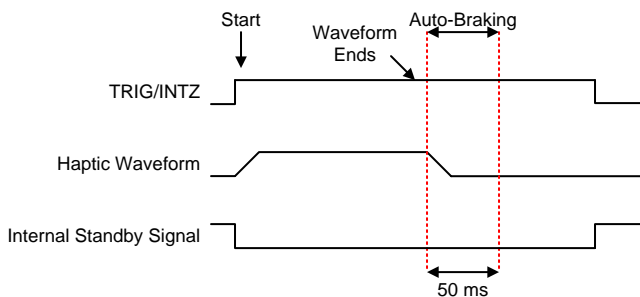 Start
Auto-Braking
Waveform
Ends
TRIG/INTZ
Haptic Waveform
Internal Standby Signal
50 ms